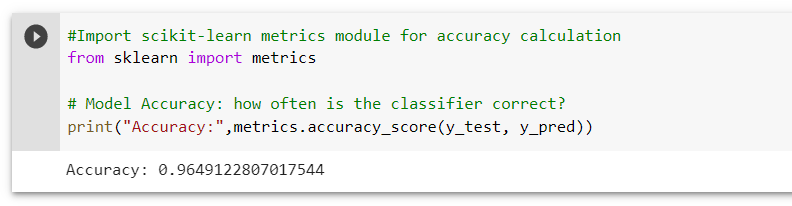 #Import scikit-learn metrics module for accuracy calculation
from sklearn import metrics
# Model Accuracy: how often is the classifier correct?
print("Accuracy:",metrics.accuracy_score(y_test, y_pred))
Accuracy: 0.9649122807017544